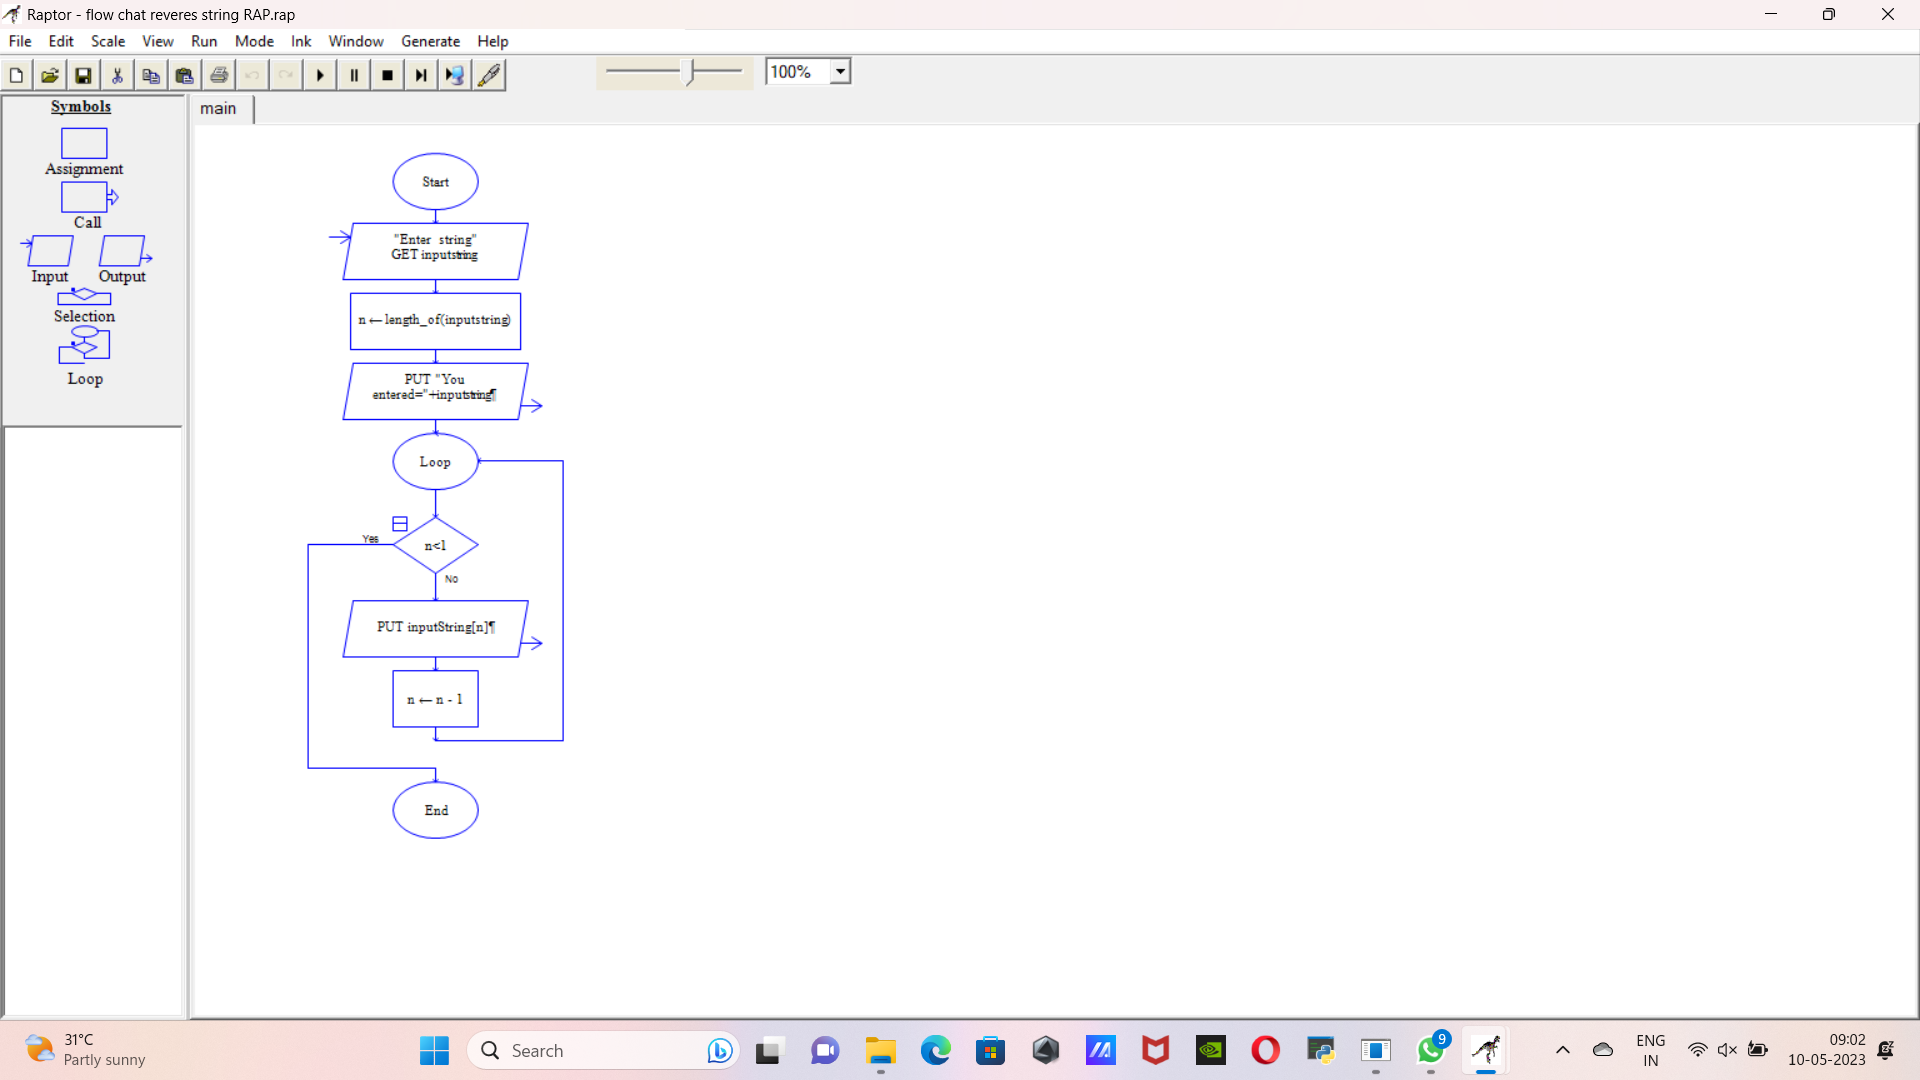 Raptor - flow chat reveres string RAP.rap
File Edit Scale View Run Mode Ink Window Generate Help
100%
Symbols
Assignment
Call
Input Output
Selection
Loop
main
Start
"Enter string"
GET inputstring
n ← length_of(inputstring)
PUT "You
entered="+inputstring¶
Loop
Yes
n<1
No
PUT inputString[n]¶
n ← n - 1
End
31°C
Partly sunny
Search
9
ENG
IN
09:02
10-05-2023